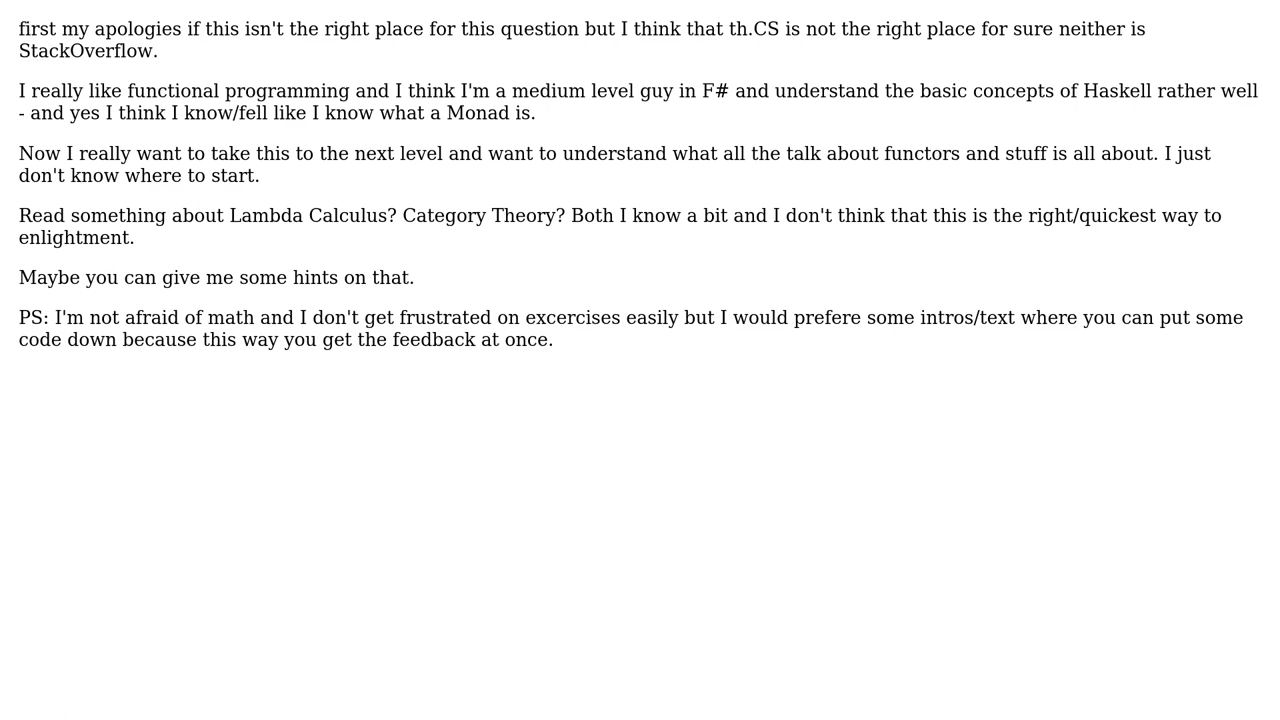 first my apologies if this isn't the right place for this question but I think that th.CS is not the right place for sure neither is
StackOverflow.
I really like functional programming and I think I'm a medium level guy in F# and understand the basic concepts of Haskell rather well
- and yes I think I know/fell like I know what a Monad is.
Now I really want to take this to the next level and want to understand what all the talk about functors and stuff is all about. I just
don't know where to start.
Read something about Lambda Calculus? Category Theory? Both I know a bit and I don't think that this is the right/quickest way to
enlightment.
Maybe you can give me some hints on that.
PS: I'm not afraid of math and I don't get frustrated on excercises easily but I would prefere some intros/text where you can put some
code down because this way you get the feedback at once.